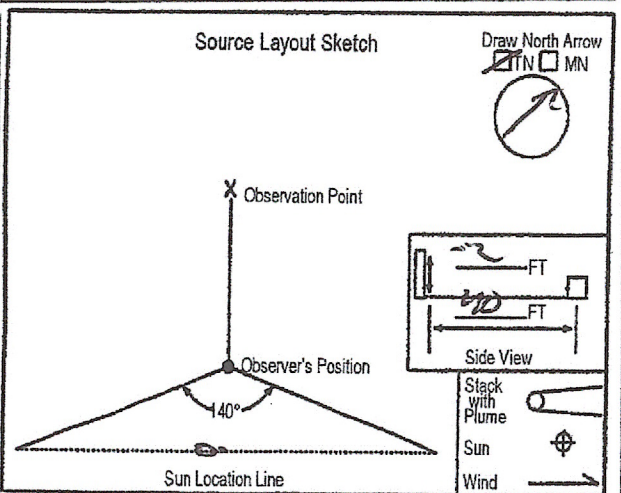 Source Layout Sketch
Draw North Arrow
TN MN
X Observation Point
FT
40 FT
Side View
Observer's Position
140°
Sun Location Line
Stack
with
Plume
Sun
Wind